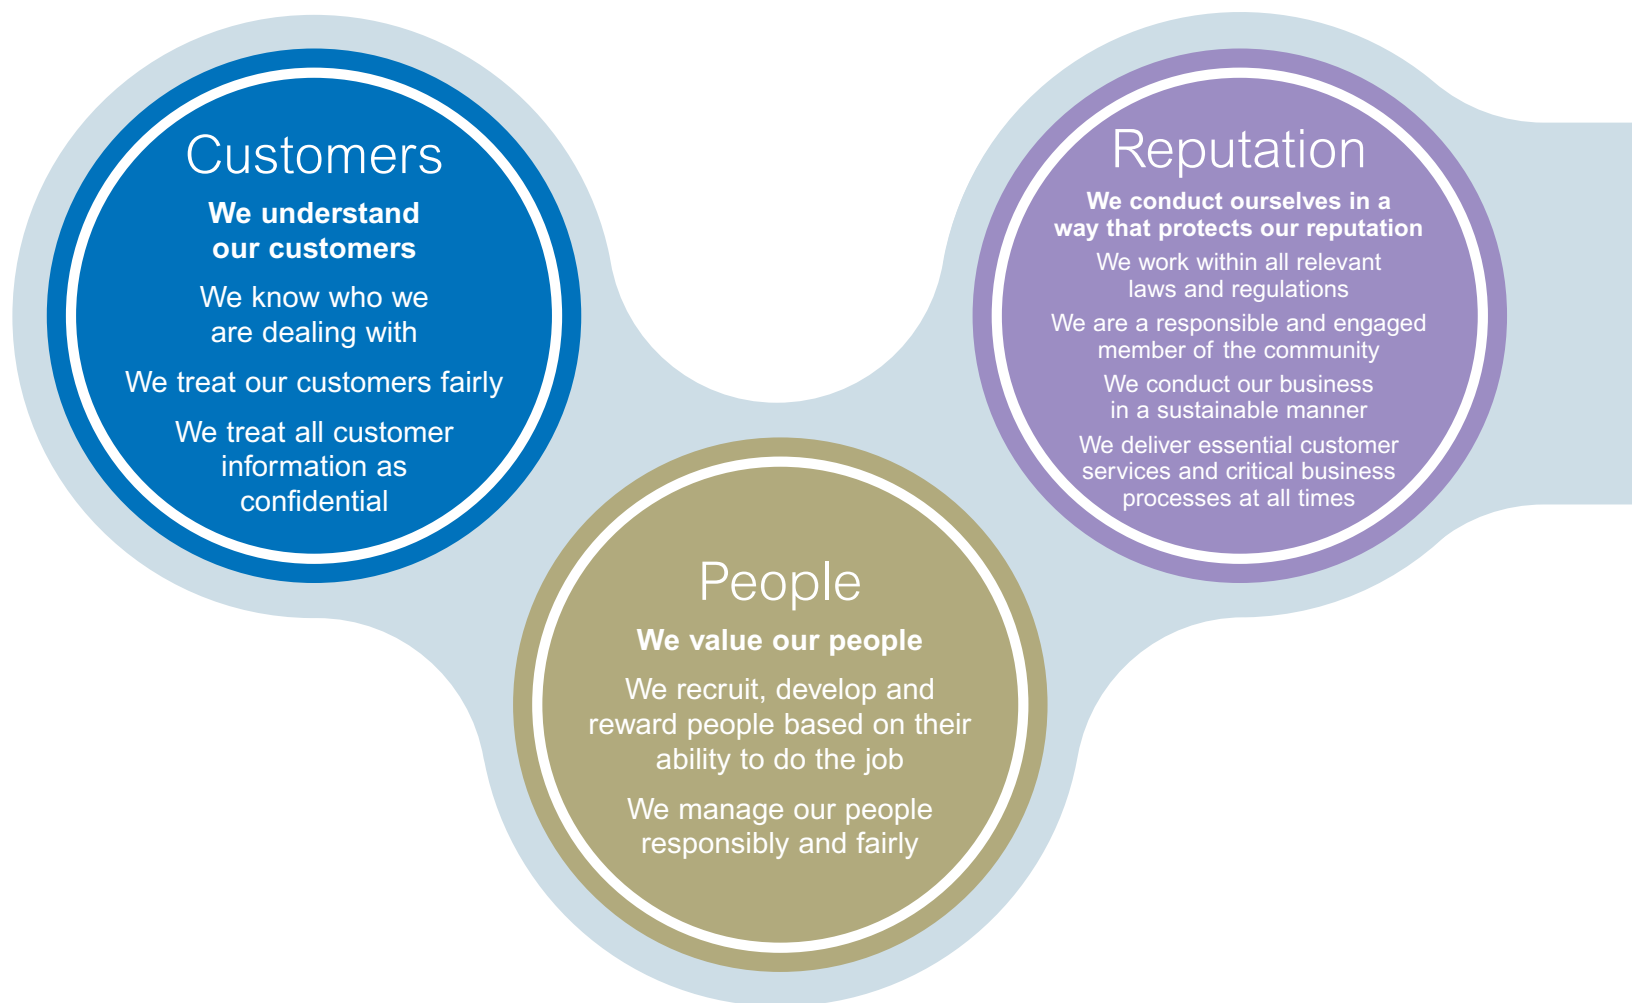 Customers
We understand
our customers
We know who we
are dealing with
We treat our customers fairly
We treat all customer
information as
confidential
People
We value our people
We recruit, develop and
reward people based on their
ability to do the job
We manage our people
responsibly and fairly
Reputation
We conduct ourselves in a
way that protects our reputation
We work within all relevant
laws and regulations
We are a responsible and engaged
member of the community
We conduct our business
in a sustainable manner
We deliver essential customer
services and critical business
processes at all times